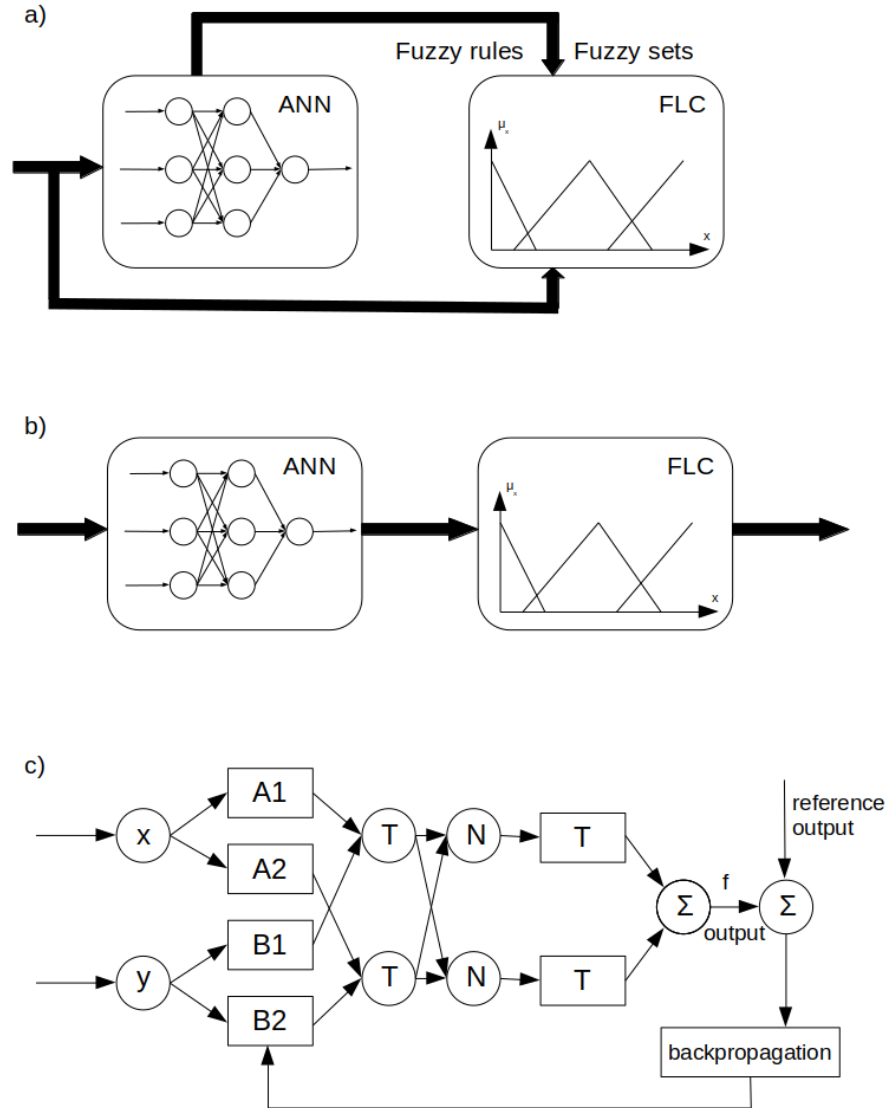 a)
Fuzzy rules Fuzzy sets
ANN
FLC
μx
x
b)
ANN
FLC
μx
x
c)
A1
x
A2
B1
y
B2
T
N
T
T
N
T
Σ
f
output
reference
output
Σ
backpropagation